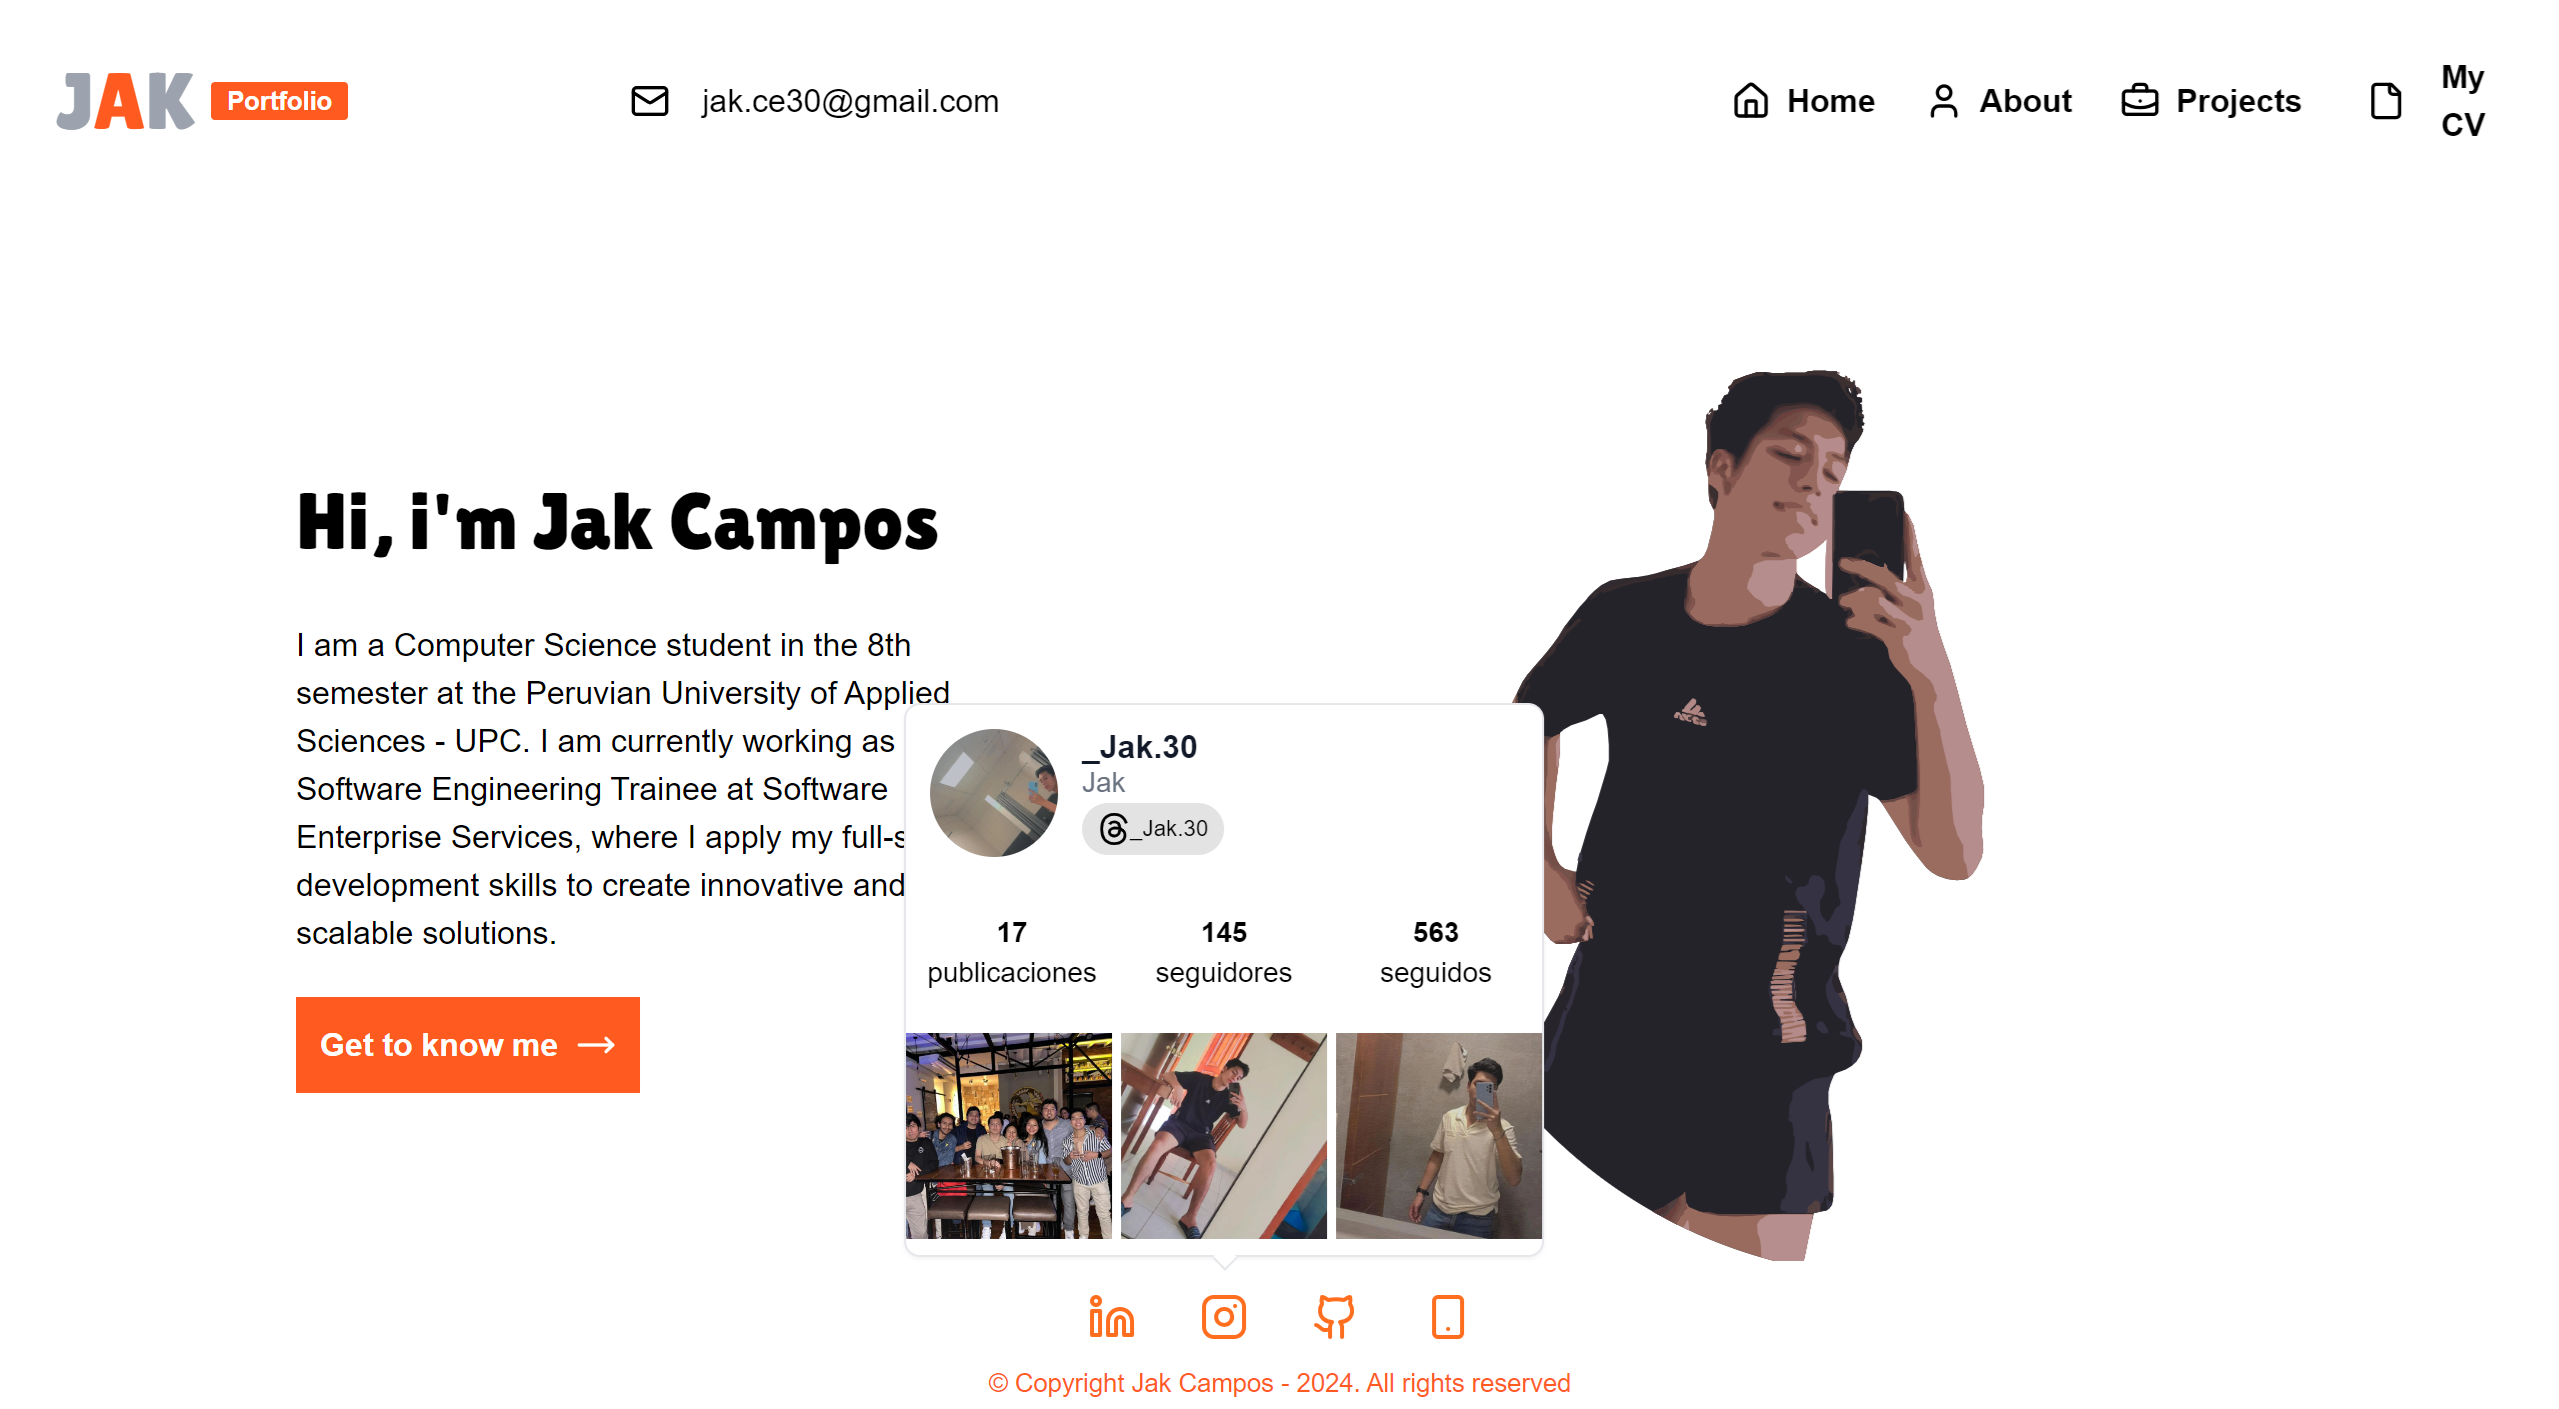 JAK Portfolio
jak.ce30@gmail.com
Home
About
Projects
My
CV
Hi, i'm Jak Campos
I am a Computer Science student in the 8th
semester at the Peruvian University of Applied
Sciences - UPC. I am currently working as
Software Engineering Trainee at Software
Enterprise Services, where I apply my full-s
development skills to create innovative and
scalable solutions.
Get to know me
_Jak.30
Jak
_Jak.30
17
publicaciones
145
seguidores
563
seguidos
© Copyright Jak Campos - 2024. All rights reserved